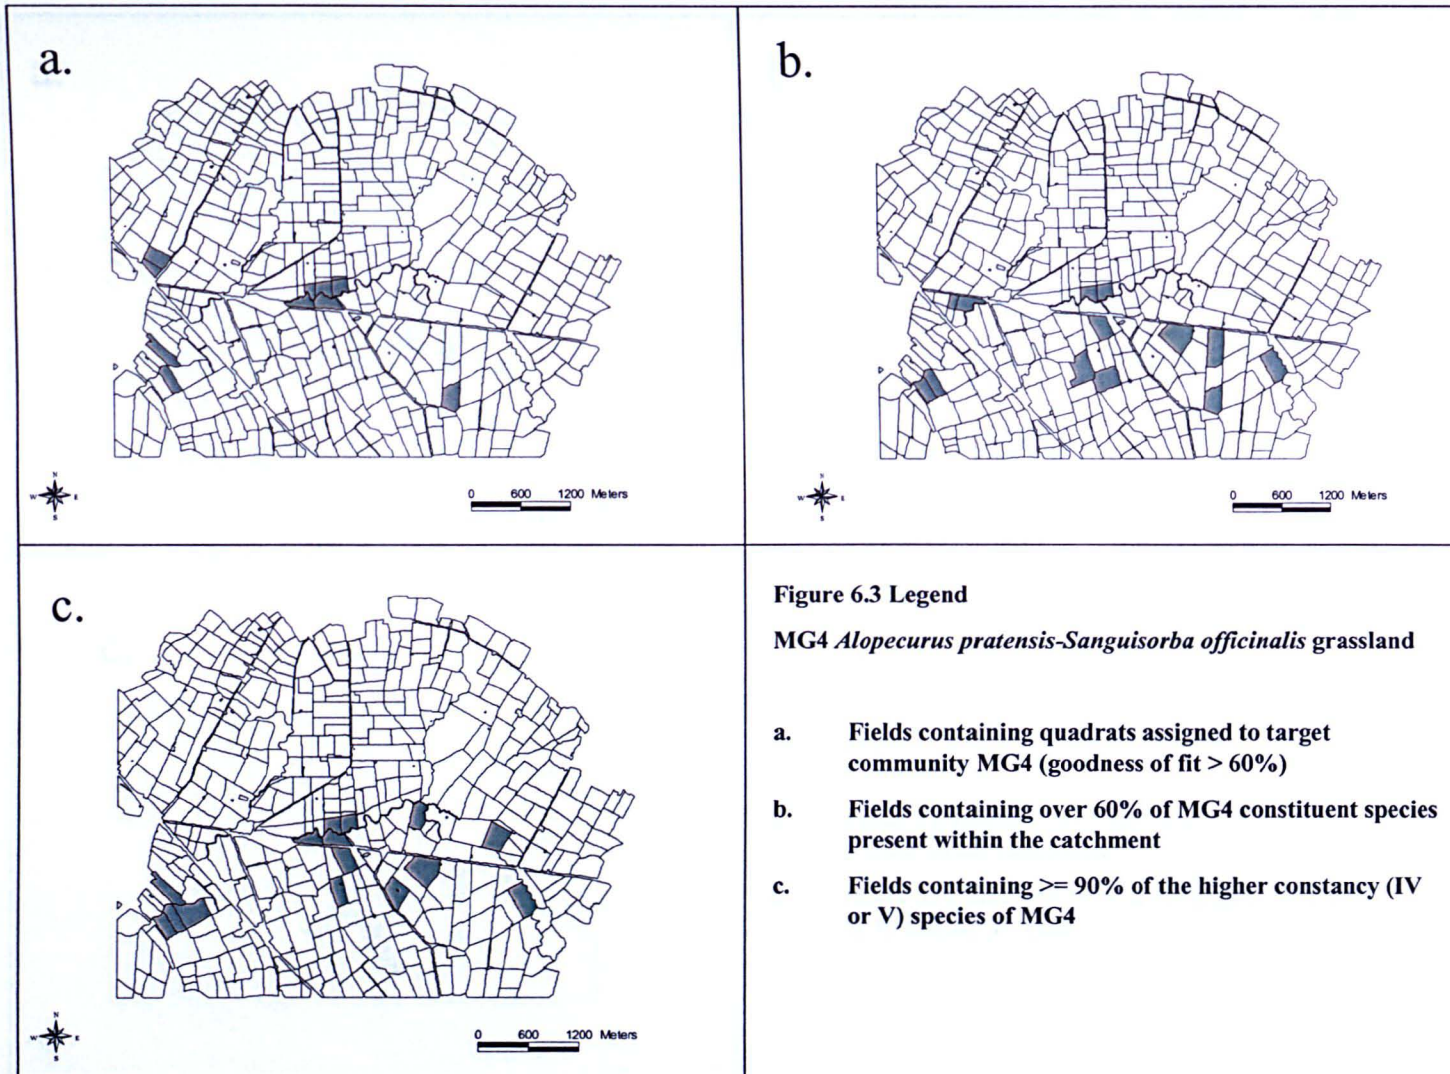 a.
N
W E
S
0 600 1200 Meters
b.
N
W E
S
0 600 1200 Meters
c.
N
W E
S
0 600 1200 Meters
Figure 6.3 Legend
MG4 Alopecurus pratensis-Sanguisorba officinalis grassland
a. Fields containing quadrats assigned to target
community MG4 (goodness of fit > 60%)
b. Fields containing over 60% of MG4 constituent species
present within the catchment
c. Fields containing >= 90% of the higher constancy (IV
or V) species of MG4